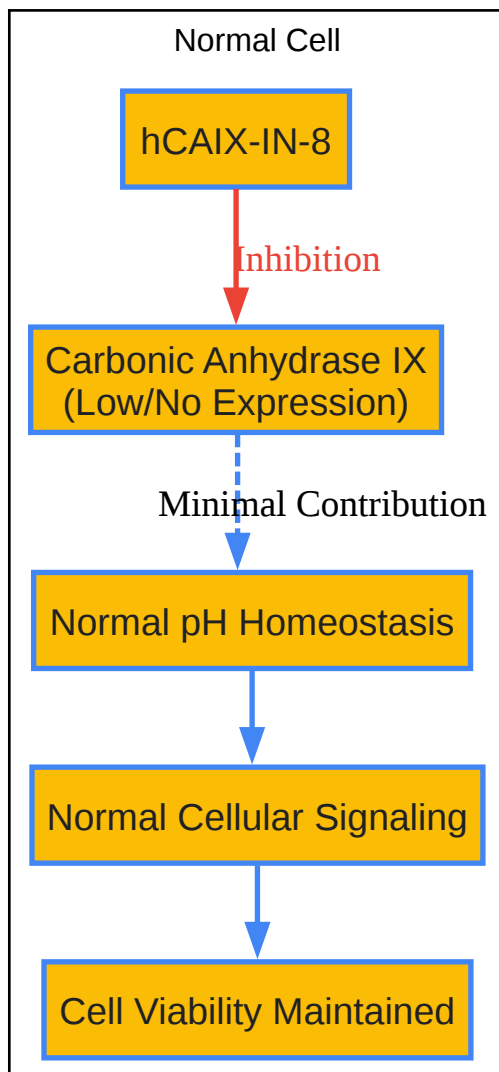 Normal Cell
hCAIX-IN-8
Inhibition
Carbonic Anhydrase IX
(Low/No Expression)
Minimal Contribution
Normal pH Homeostasis
Normal Cellular Signaling
Cell Viability Maintained